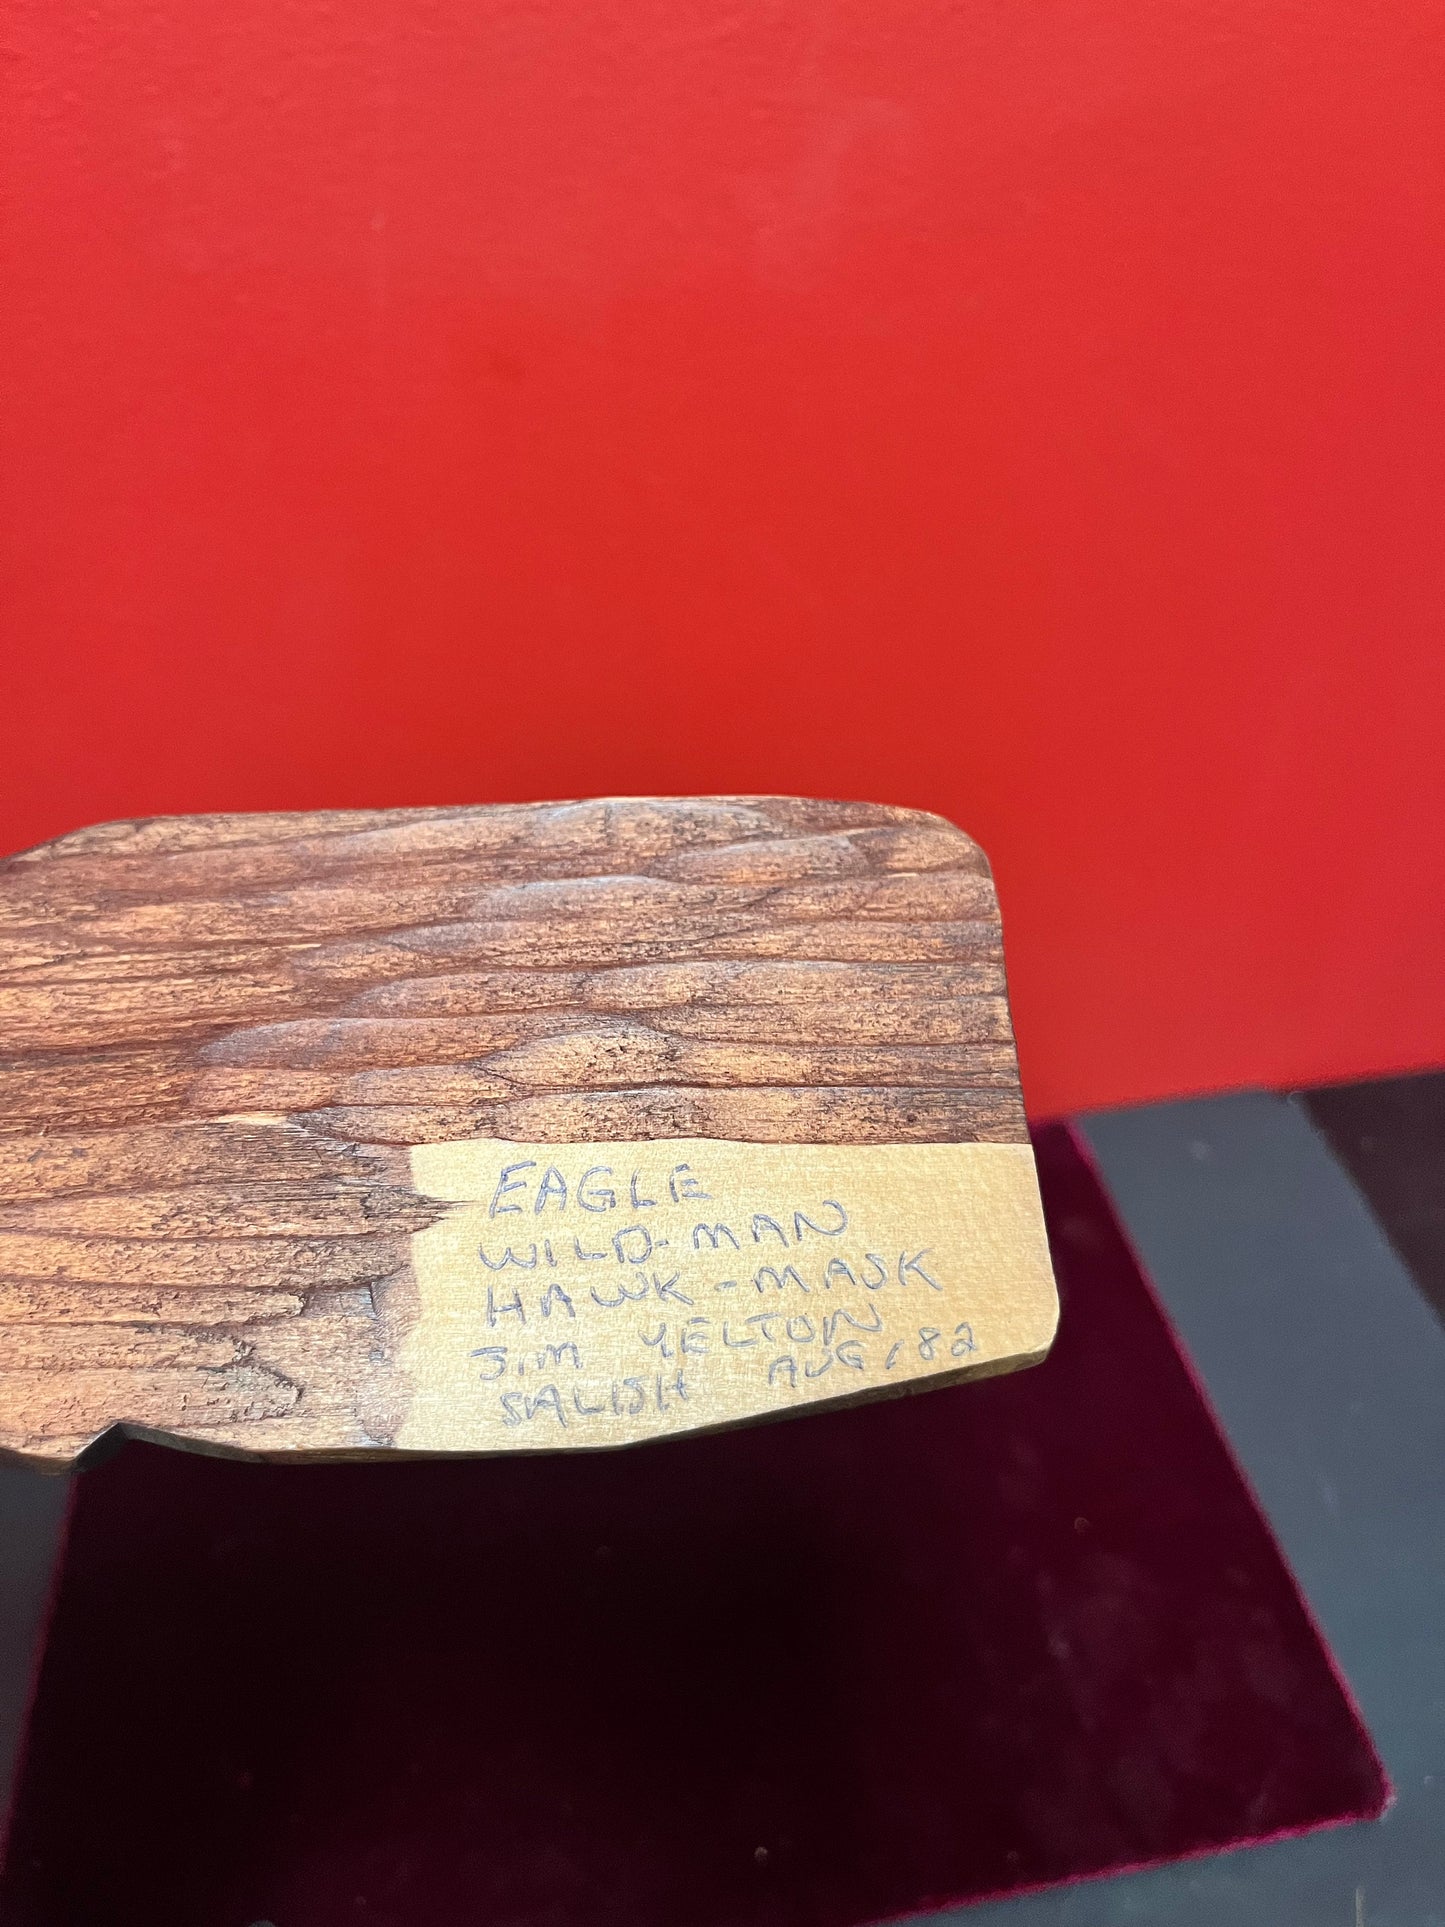 EAGLE
WILD-MAN
HAWK-MASK
JIM YELTON
SALISH AUG, 82